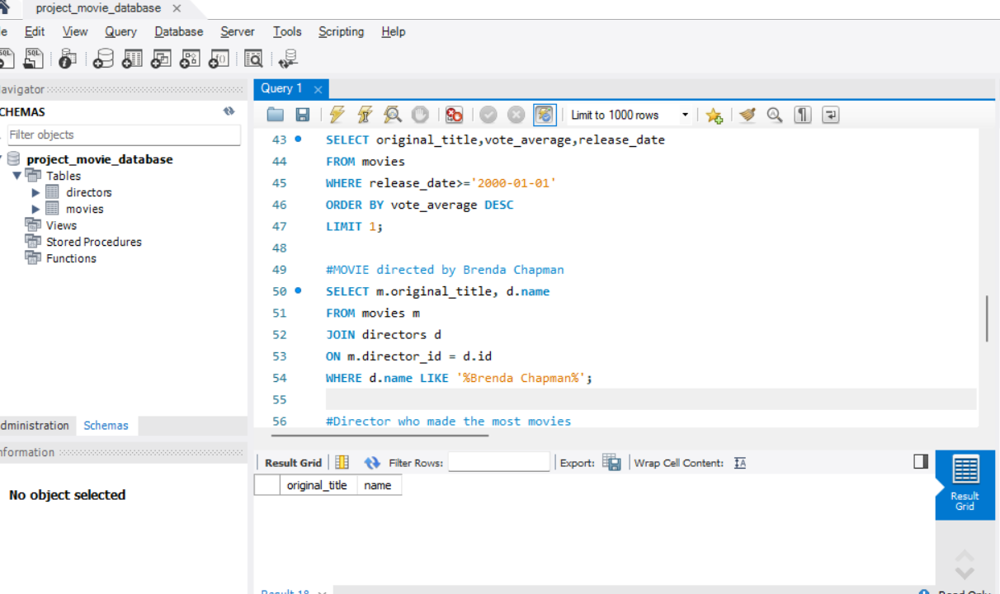 project_movie_database ×
Edit View Query Database Server Tools Scripting Help
SQL SQL
Query 1 ×
SCHEMAS
Limit to 1000 rows
Filter objects
project_movie_database
Tables
directors
movies
Views
Stored Procedures
Functions
43 SELECT original_title,vote_average,release_date
44 FROM movies
45 WHERE release_date>='2000-01-01'
46 ORDER BY vote_average DESC
47 LIMIT 1;
48
49 #MOVIE directed by Brenda Chapman
50 SELECT m.original_title, d.name
51 FROM movies m
52 JOIN directors d
53 ON m.director_id = d.id
54 WHERE d.name LIKE '%Brenda Chapman%';
55
56 #Director who made the most movies
dministration Schemas
nformation
No object selected
Result Grid Filter Rows: Export: Wrap Cell Content:
original_title name
Result
Grid
Result 18 ×
Read Only